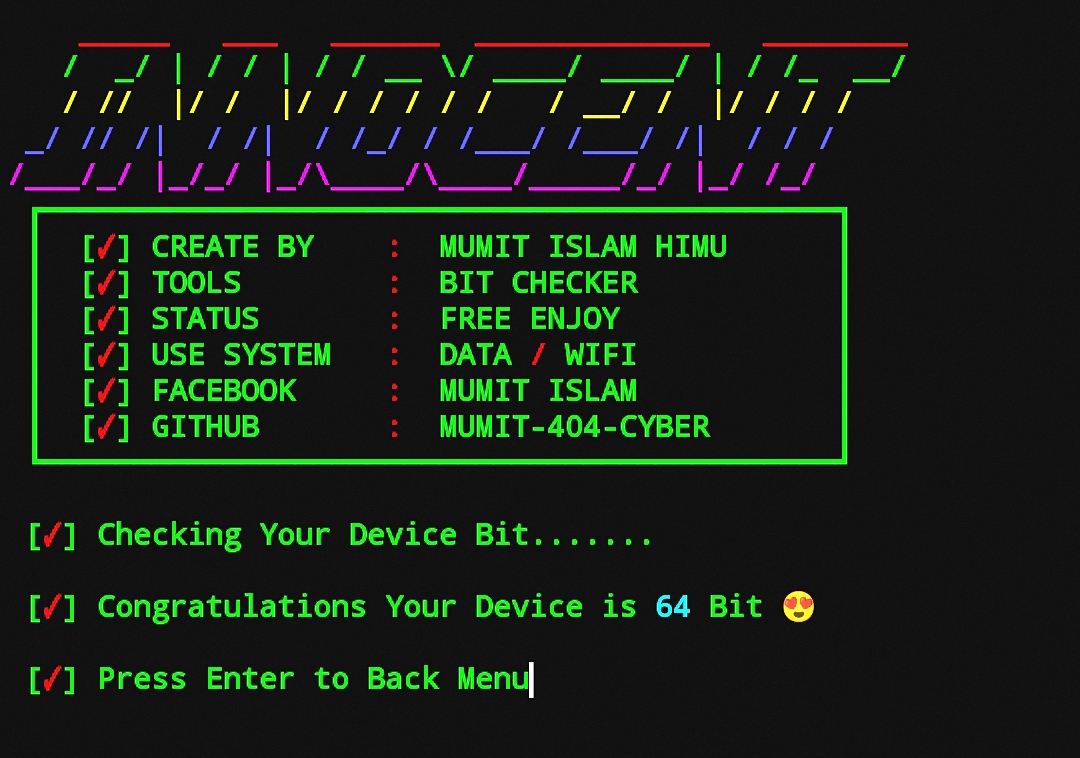 INNOCENT
[✓] CREATE BY : MUMIT ISLAM HIMU
[✓] TOOLS : BIT CHECKER
[✓] STATUS : FREE ENJOY
[✓] USE SYSTEM : DATA / WIFI
[✓] FACEBOOK : MUMIT ISLAM
[✓] GITHUB : MUMIT-404-CYBER
[✓] Checking Your Device Bit.......
[✓] Congratulations Your Device is 64 Bit 😍
[✓] Press Enter to Back Menu